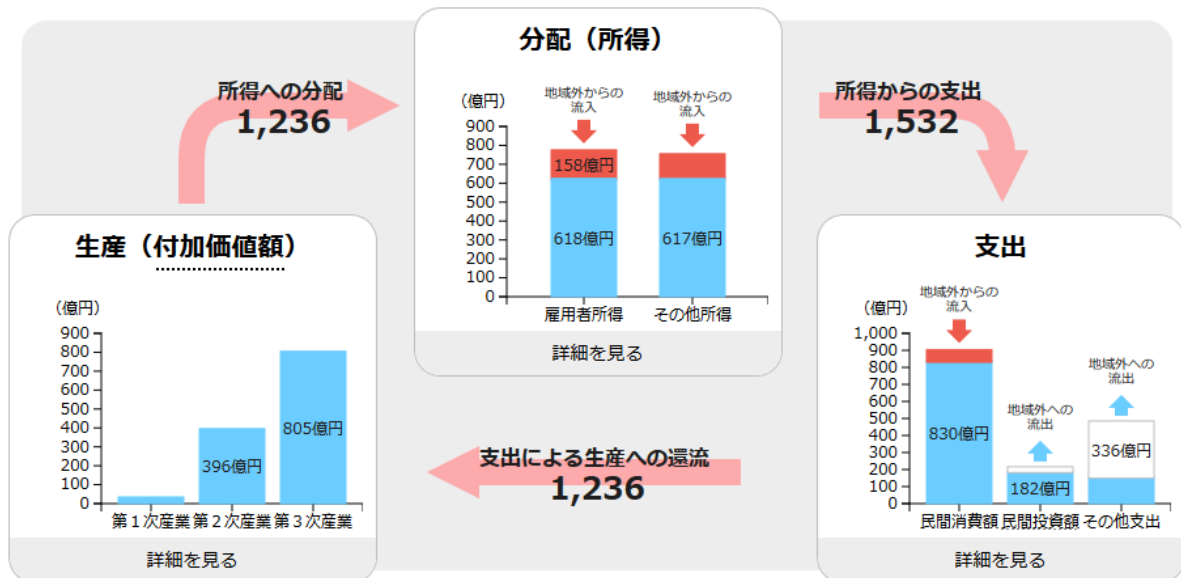 分配（所得）
所得への分配
1,236
（億円）
地域外からの
流入
地域外からの
流入
900
800
700
600
500
400
300
200
100
0
158億円
618億円
617億円
雇用者所得
その他所得
詳細を見る
所得からの支出
1,532
生産（付加価値額）
（億円）
900
800
700
600
500
400
300
200
100
0
396億円
805億円
第１次産業
第２次産業
第３次産業
詳細を見る
支出による生産への還流
1,236
支出
（億円）
地域外からの
流入
地域外への
流出
地域外への
流出
1,000
900
800
700
600
500
400
300
200
100
0
830億円
182億円
336億円
民間消費額
民間投資額
その他支出
詳細を見る